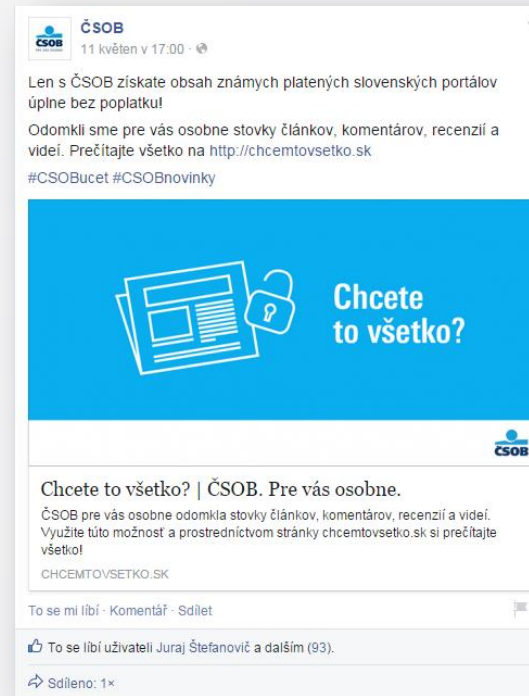 ČSOB
ČSOB
11 květen v 17:00 ·
Len s ČSOB získate obsah známych platených slovenských portálov
úplne bez poplatku!
Odomkli sme pre vás osobne stovky článkov, komentárov, recenzií a
videí. Prečítajte všetko na http://chcemtovsetko.sk
#CSOBucet #CSOBnovinky
Chcete
to všetko?
ČSOB
Chcete to všetko? | ČSOB. Pre vás osobne.
ČSOB pre vás osobne odomkla stovky článkov, komentárov, recenzií a videí.
Využite túto možnosť a prostredníctvom stránky chcemtovsetko.sk si prečítajte
všetko!
CHCEMTOVSETKO.SK
To se mi líbí · Komentář · Sdílet
To se líbí uživateli Juraj Štefanovič a dalším (93).
Sdíleno: 1×